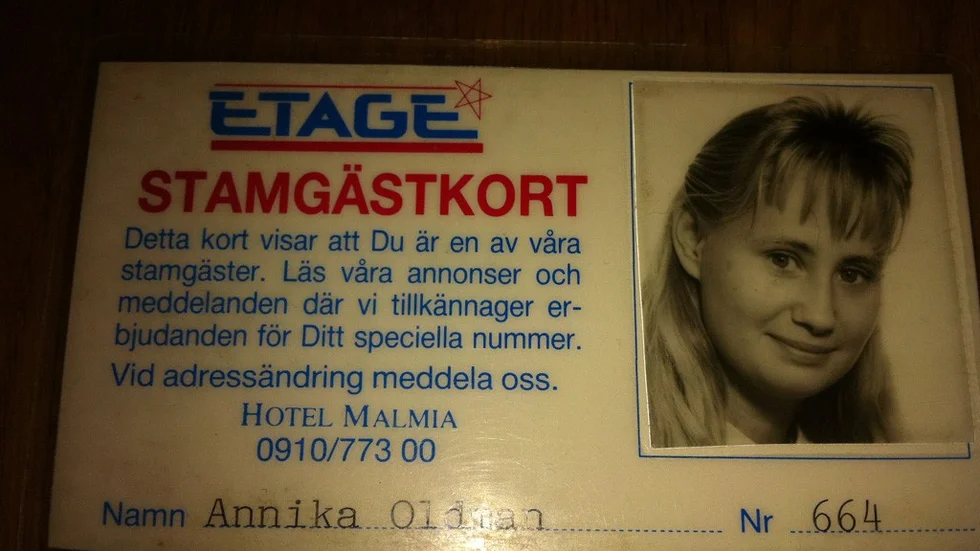 ETAGE
STAMGÄSTKORT
Detta kort visar att Du är en av våra
stamgäster. Läs våra annonser och
meddelanden där vi tillkännager er-
bjudanden för Ditt speciella nummer.
Vid adressändring meddela oss.
HOTEL MALMIA
0910/773 00
Namn Annika Oldman Nr 664